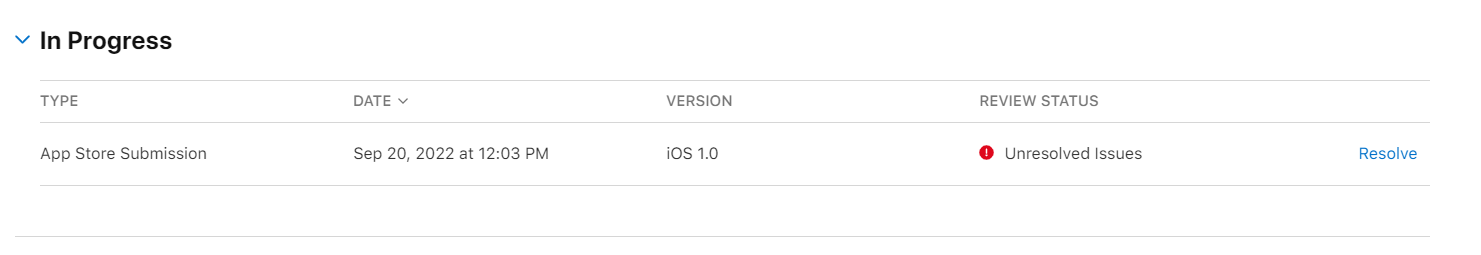 In Progress
TYPE DATE VERSION REVIEW STATUS
App Store Submission Sep 20, 2022 at 12:03 PM iOS 1.0 Unresolved Issues Resolve